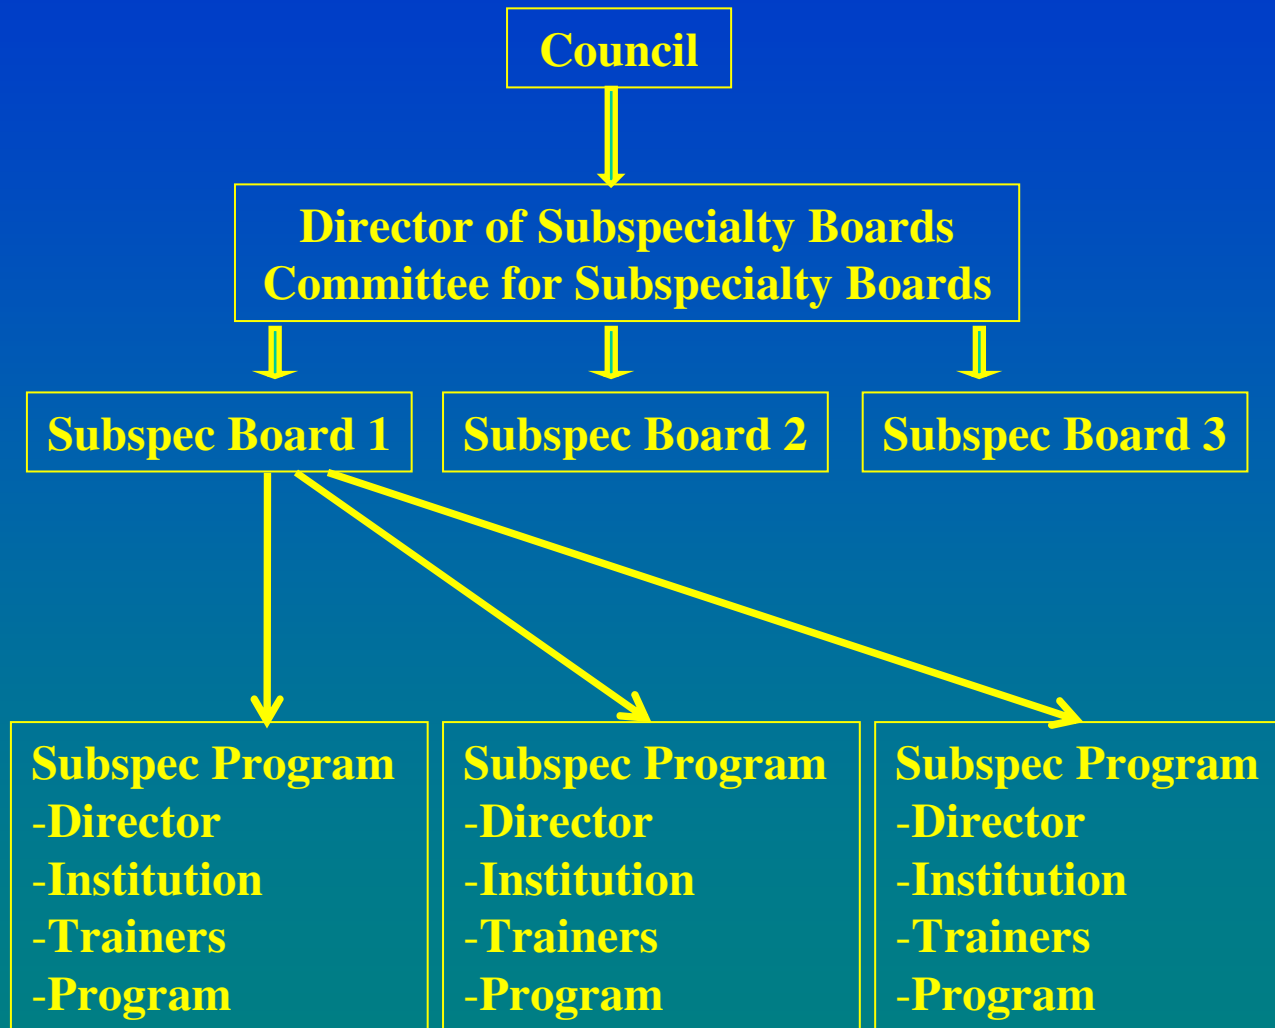 Council
Director of Subspecialty Boards
Committee for Subspecialty Boards
Subspec Board 1
Subspec Board 2
Subspec Board 3
Subspec Program
-Director
-Institution
-Trainers
-Program
Subspec Program
-Director
-Institution
-Trainers
-Program
Subspec Program
-Director
-Institution
-Trainers
-Program